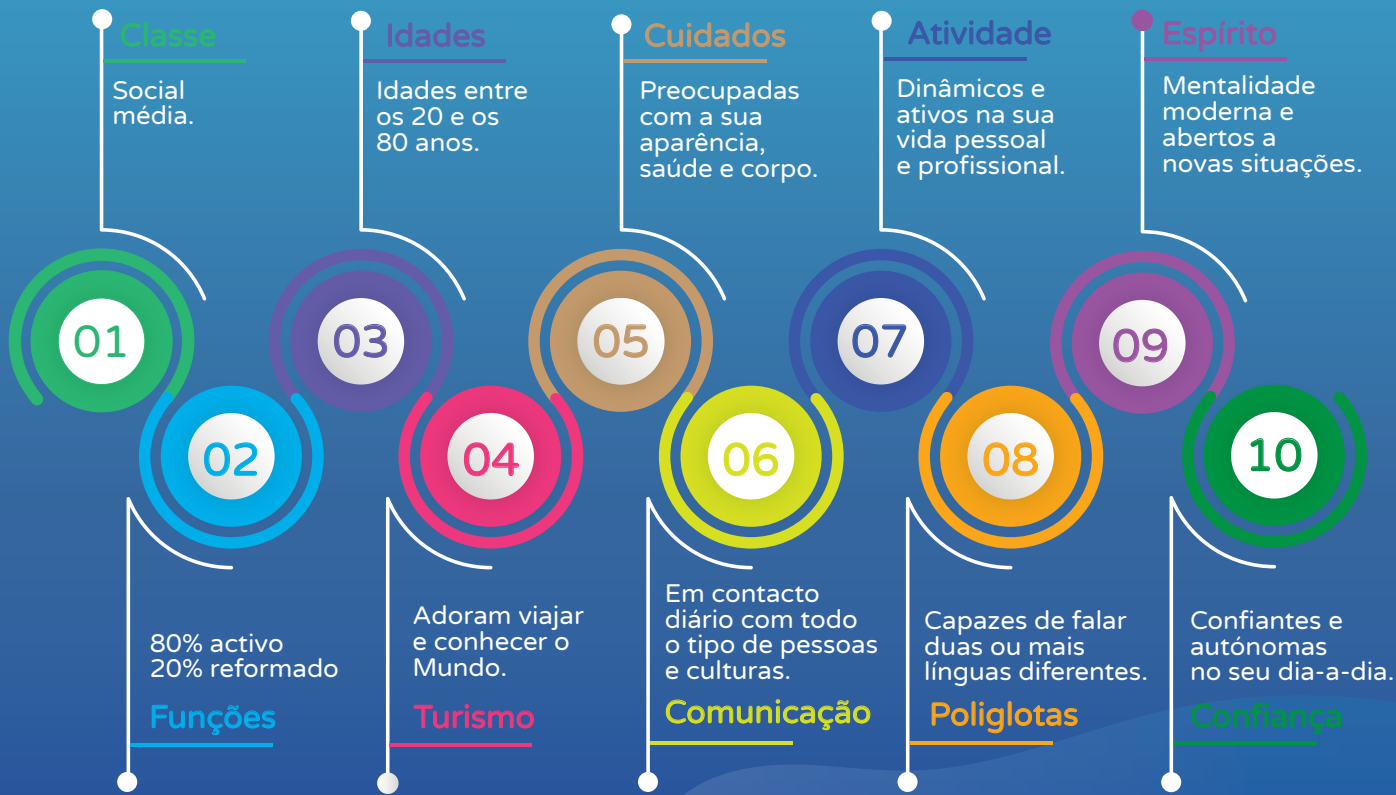 Classe
Social
média.
Idades
Idades entre
os 20 e os
80 anos.
Cuidados
Preocupadas
com a sua
aparência,
saúde e corpo.
Atividade
Dinâmicos e
ativos na sua
vida pessoal
e profissional.
Espírito
Mentalidade
moderna e
abertos a
novas situações.
01
03
05
07
09
02
04
06
08
10
80% activo
20% reformado
Funções
Adoram viajar
e conhecer o
Mundo.
Turismo
Em contacto
diário com todo
o tipo de pessoas
e culturas.
Comunicação
Capazes de falar
duas ou mais
línguas diferentes.
Poliglotas
Confiantes e
autónomas
no seu dia-a-dia.
Confiança